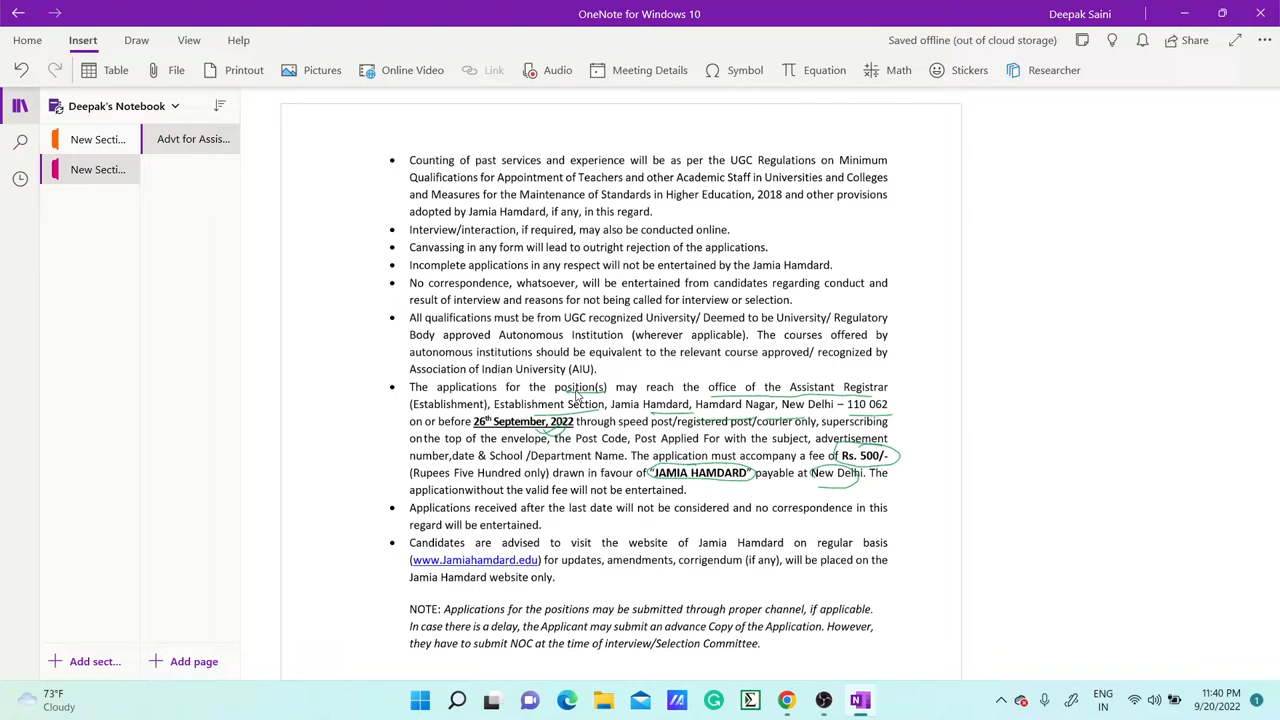 OneNote for Windows 10
Deepak Saini
Home Insert Draw View Help
Saved offline (out of cloud storage) Share
Table File Printout Pictures Online Video Link Audio Meeting Details Symbol Equation Math Stickers Researcher
Deepak's Notebook
New Secti... Advt for Assis...
New Secti...
• Counting of past services and experience will be as per the UGC Regulations on Minimum
Qualifications for Appointment of Teachers and other Academic Staff in Universities and Colleges
and Measures for the Maintenance of Standards in Higher Education, 2018 and other provisions
adopted by Jamia Hamdard, if any, in this regard.
• Interview/interaction, if required, may also be conducted online.
• Canvassing in any form will lead to outright rejection of the applications.
• Incomplete applications in any respect will not be entertained by the Jamia Hamdard.
• No correspondence, whatsoever, will be entertained from candidates regarding conduct and
result of interview and reasons for not being called for interview or selection.
• All qualifications must be from UGC recognized University/ Deemed to be University/ Regulatory
Body approved Autonomous Institution (wherever applicable). The courses offered by
autonomous institutions should be equivalent to the relevant course approved/ recognized by
Association of Indian University (AIU).
• The applications for the position(s) may reach the office of the Assistant Registrar
(Establishment), Establishment Section, Jamia Hamdard, Hamdard Nagar, New Delhi – 110 062
on or before 26th September, 2022 through speed post/registered post/courier only, superscribing
on the top of the envelope, the Post Code, Post Applied For with the subject, advertisement
number,date & School /Department Name. The application must accompany a fee of Rs. 500/-
(Rupees Five Hundred only) drawn in favour of "JAMIA HAMDARD" payable at New Delhi. The
applicationwithout the valid fee will not be entertained.
• Applications received after the last date will not be considered and no correspondence in this
regard will be entertained.
• Candidates are advised to visit the website of Jamia Hamdard on regular basis
(www.Jamiahamdard.edu) for updates, amendments, corrigendum (if any), will be placed on the
Jamia Hamdard website only.
NOTE: Applications for the positions may be submitted through proper channel, if applicable.
In case there is a delay, the Applicant may submit an advance Copy of the Application. However,
they have to submit NOC at the time of interview/Selection Committee.
Add sect... Add page
73°F
Cloudy
ENG
IN
11:40 PM
9/20/2022
1